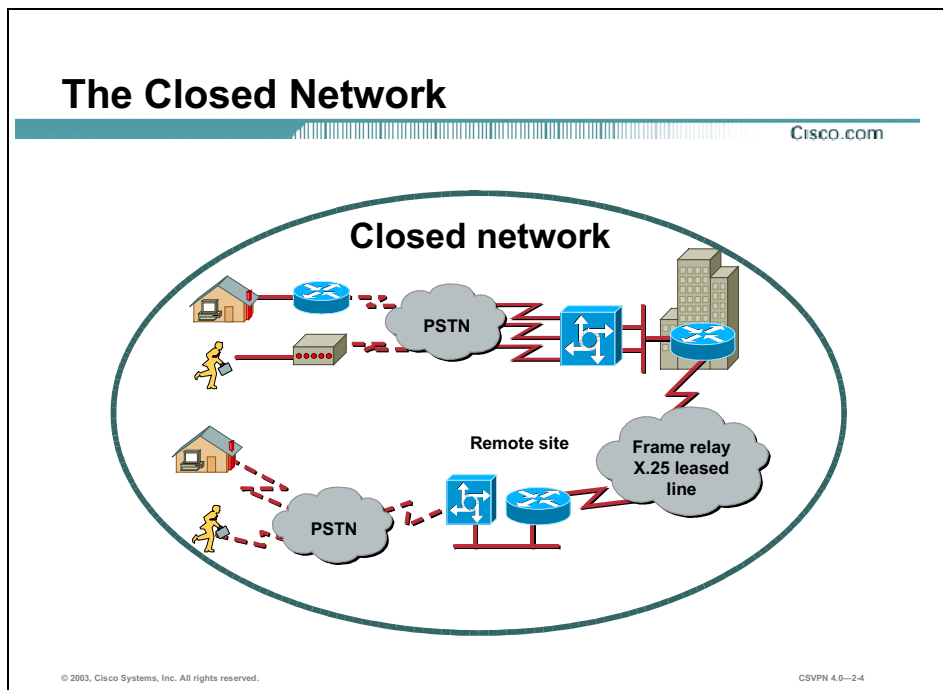 The Closed Network
Cisco.com
Closed network
PSTN
Remote site
Frame relay
X.25 leased
line
PSTN
© 2003, Cisco Systems, Inc. All rights reserved.
CSVPN 4.0—2-4